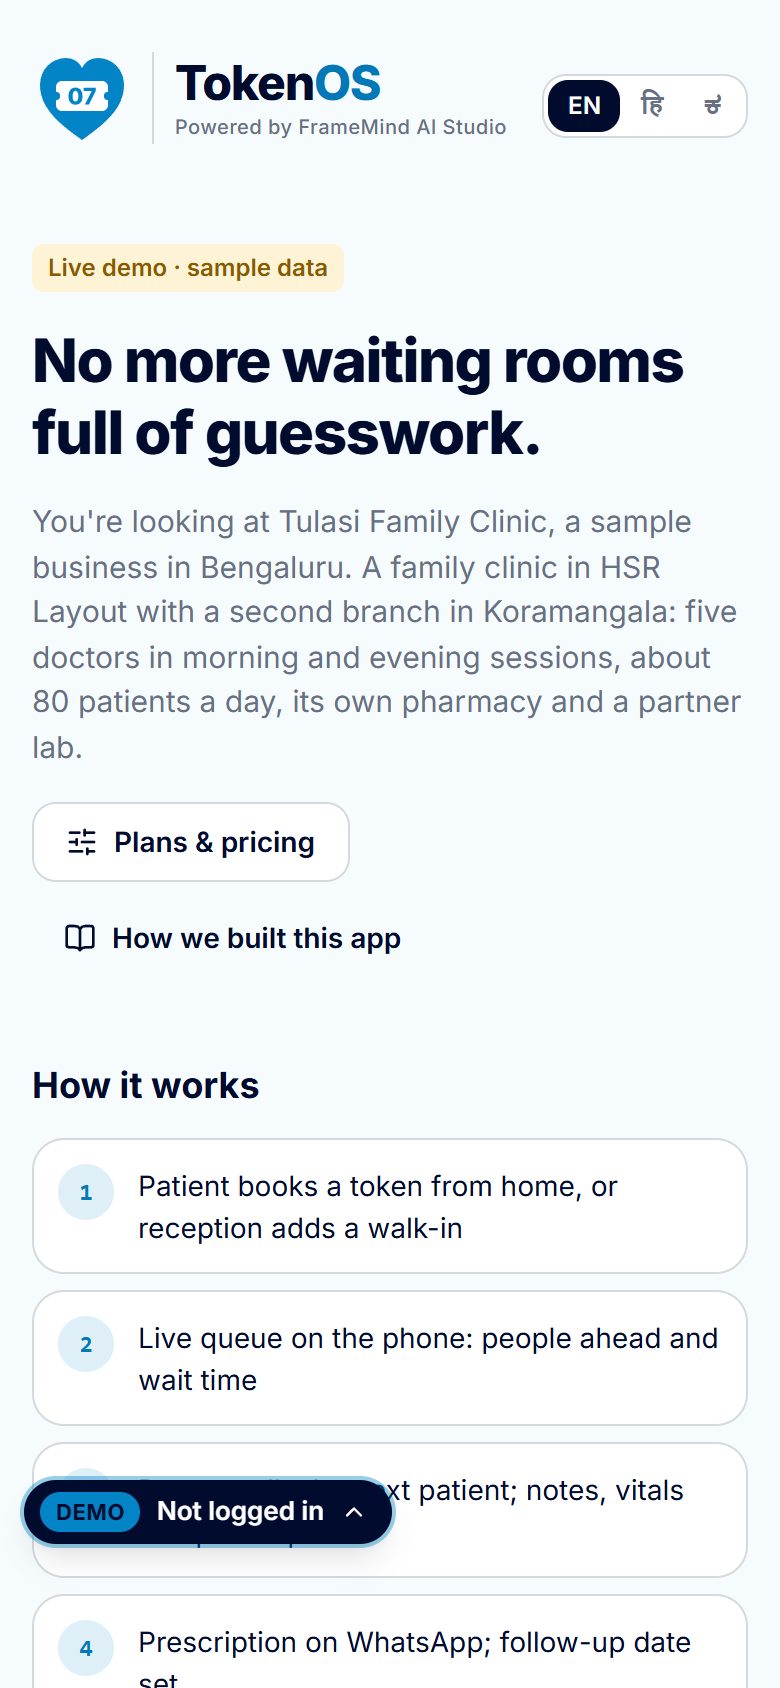 07
TokenOS
Powered by FrameMind AI Studio
EN हि ಕ
Live demo · sample data
No more waiting rooms
full of guesswork.
You're looking at Tulasi Family Clinic, a sample
business in Bengaluru. A family clinic in HSR
Layout with a second branch in Koramangala: five
doctors in morning and evening sessions, about
80 patients a day, its own pharmacy and a partner
lab.
Plans & pricing
How we built this app
How it works
1 Patient books a token from home, or
reception adds a walk-in
2 Live queue on the phone: people ahead and
wait time
patient; notes, vitals
DEMO Not logged in
4 Prescription on WhatsApp; follow-up date
set